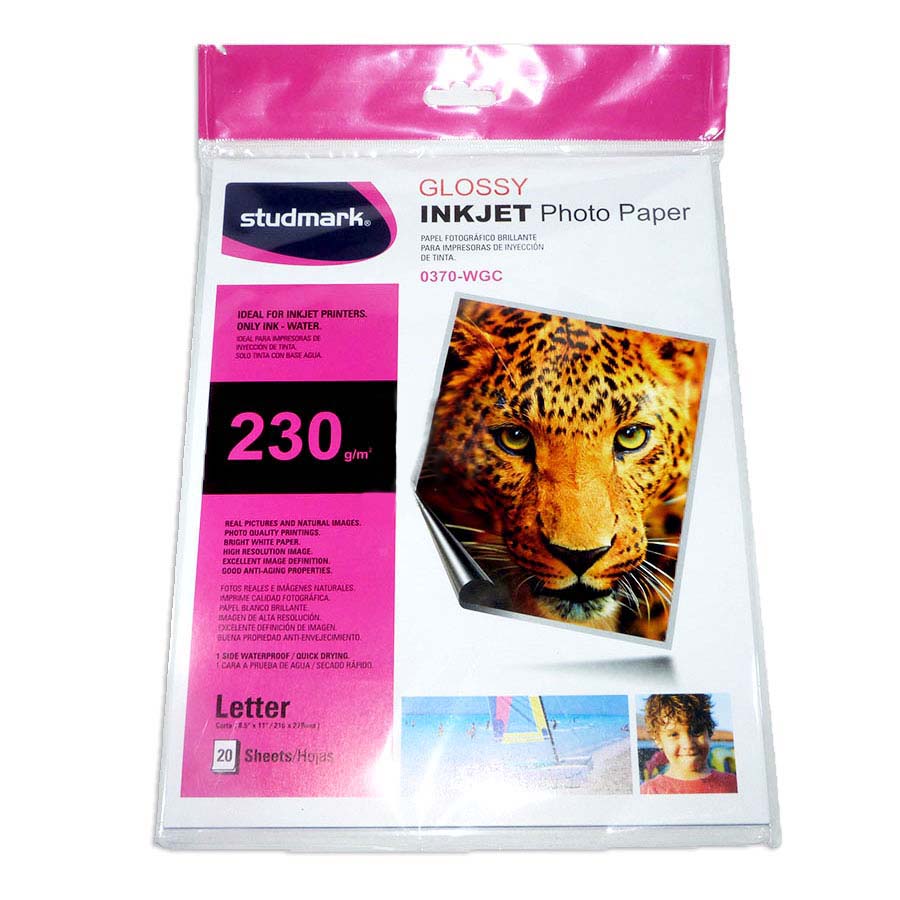 studmark®
GLOSSY
INKJET Photo Paper
PAPEL FOTOGRÁFICO BRILLANTE
PARA IMPRESORAS DE INYECCIÓN
DE TINTA.
0370-WGC
IDEAL FOR INKJET PRINTERS.
ONLY INK - WATER.
IDEAL PARA IMPRESORAS DE
INYECCIÓN DE TINTA.
SOLO TINTA CON BASE AGUA.
230 g/m²
REAL PICTURES AND NATURAL IMAGES.
PHOTO QUALITY PRINTINGS.
BRIGHT WHITE PAPER.
HIGH RESOLUTION IMAGE.
EXCELLENT IMAGE DEFINITION.
GOOD ANTI-AGING PROPERTIES.
FOTOS REALES E IMÁGENES NATURALES.
IMPRIME CALIDAD FOTOGRÁFICA.
PAPEL BLANCO BRILLANTE.
IMAGEN DE ALTA RESOLUCIÓN.
EXCELENTE DEFINICIÓN DE IMAGEN.
BUENA PROPIEDAD ANTI-ENVEJECIMIENTO.
1 SIDE WATERPROOF / QUICK DRYING.
1 CARA A PRUEBA DE AGUA / SECADO RÁPIDO.
Letter
8.5" x 11" / 216 x
20 Sheets/Hojas